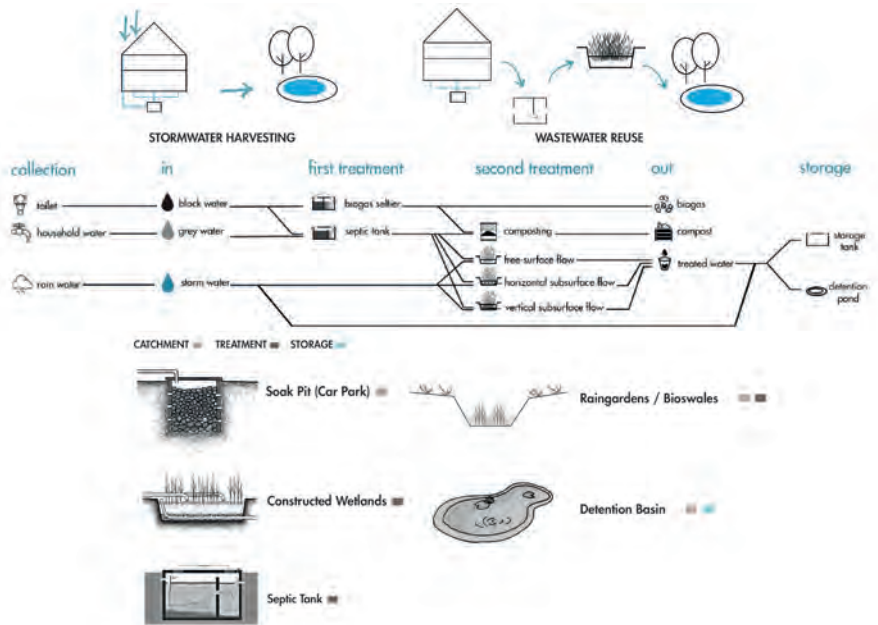 STORMWATER HARVESTING
WASTEWATER REUSE
collection in first treatment second treatment out storage
toilet black water biogas settler biogas
household water grey water septic tank composting compost
storage tank
free surface flow
treated water
horizontal subsurface flow
rain water storm water
detention pond
vertical subsurface flow
CATCHMENT TREATMENT STORAGE
Soak Pit (Car Park)
Raingardens / Bioswales
Constructed Wetlands
Detention Basin
Septic Tank